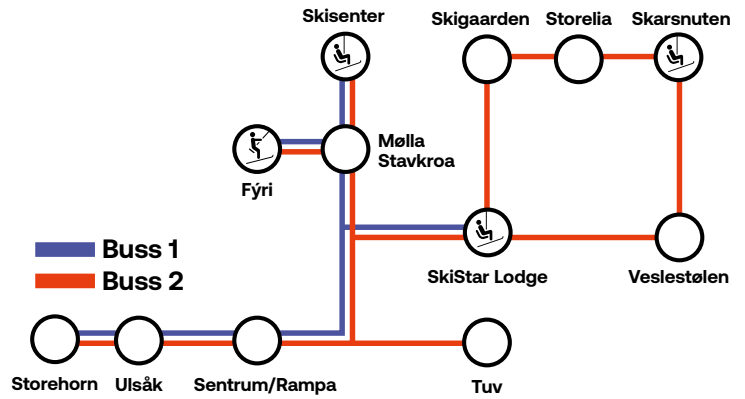 Skisenter
Skigaarden
Storelia
Skarsnuten
Mølla
Stavkroa
Fýri
Buss 1
Buss 2
SkiStar Lodge
Veslestølen
Storehorn
Ulsåk
Sentrum/Rampa
Tuv